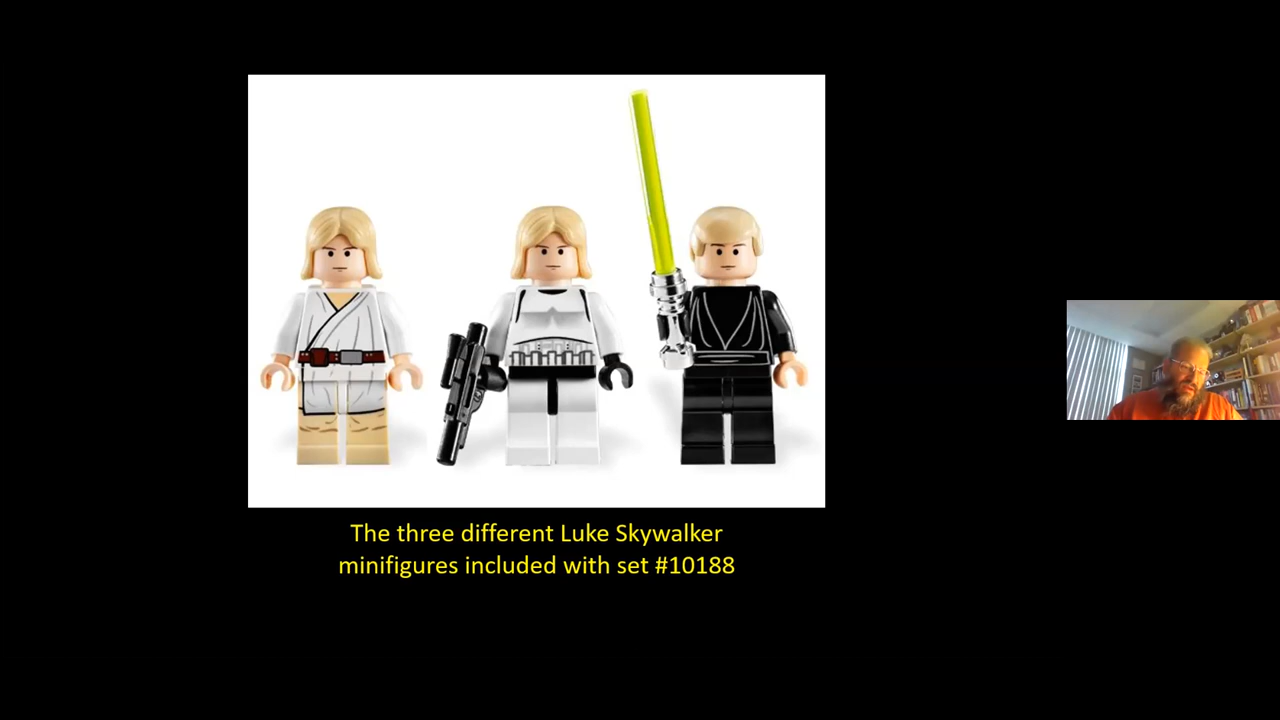 The three different Luke Skywalker
minifigures included with set #10188